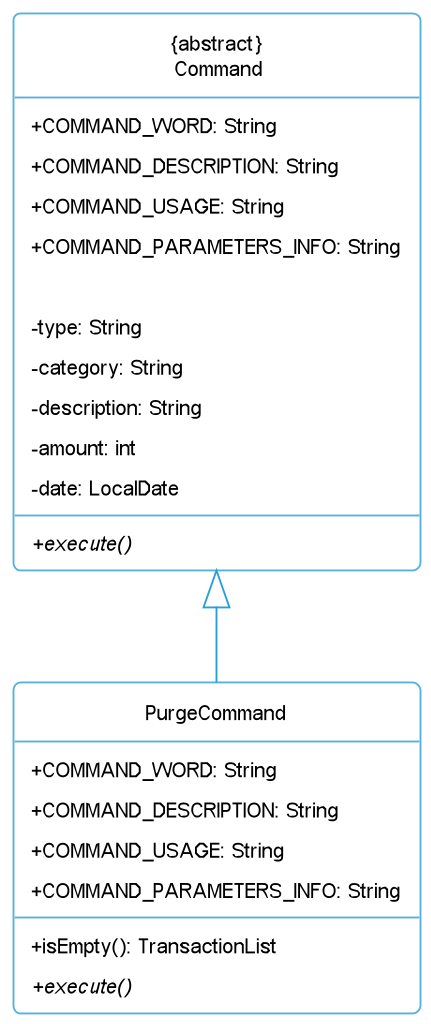 {abstract}
Command
+COMMAND_WORD: String
+COMMAND_DESCRIPTION: String
+COMMAND_USAGE: String
+COMMAND_PARAMETERS_INFO: String
-type: String
-category: String
-description: String
-amount: int
-date: LocalDate
+execute()
PurgeCommand
+COMMAND_WORD: String
+COMMAND_DESCRIPTION: String
+COMMAND_USAGE: String
+COMMAND_PARAMETERS_INFO: String
+isEmpty(): TransactionList
+execute()